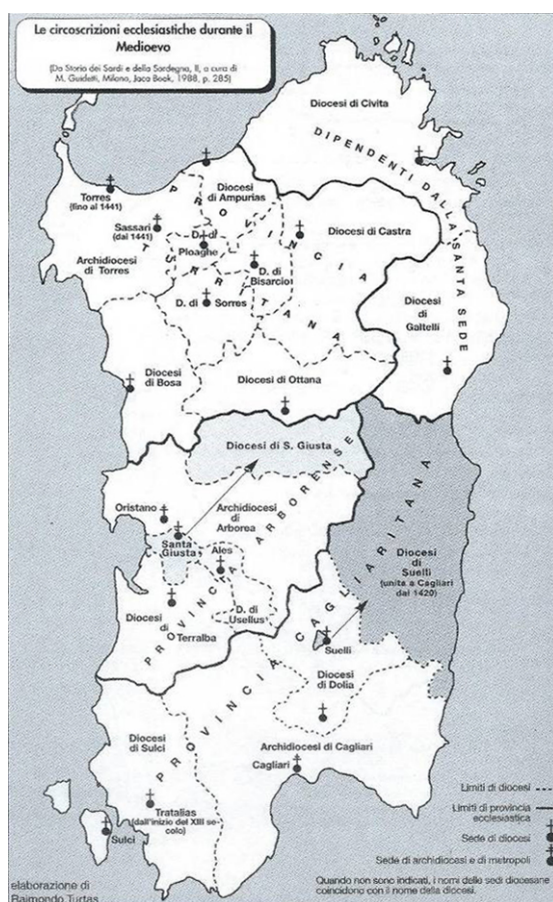 Le circoscrizioni ecclesiastiche durante il
Medioevo
(Da Storia dei Sardi e della Sardegna, II, a cura di
M. Guidetti, Milano, Jaca Book, 1988, p. 285)
Diocesi di Civita
DIPENDENTI DALLA SANTA SEDE
Torres
(fino al 1441)
Diocesi
di Ampurias
PROVINCIA
TURRITANA
Sassari
(dal 1441)
D. di
Ploaghe
Diocesi di Castra
Archidiocesi
di Torres
D. di
Bisarcio
D. di Sorres
Diocesi
di
Galtellì
Diocesi
di Bosa
Diocesi di Ottana
Diocesi di S. Giusta
Oristano
Archidiocesi
di
Arborea
PROVINCIA ARBORENSE
Santa
Giusta
Ales
Diocesi
di
Suelli
(unita a Cagliari
dal 1420)
Diocesi
di
Terralba
D. di
Usellus
PROVINCIA CAGLIARITANA
Suelli
Diocesi
di Dolia
Diocesi
di Sulci
Archidiocesi di Cagliari
Cagliari
Tratalias
(dall'inizio del XIII se-
colo)
Sulci
Limiti di diocesi
Limiti di provincia
ecclesiastica
Sede di diocesi
Sede di archidiocesi e di metropoli
Quando non sono indicati, i nomi delle sedi diocesane
coincidono con il nome della diocesi.
elaborazione di
Raimondo Turtas